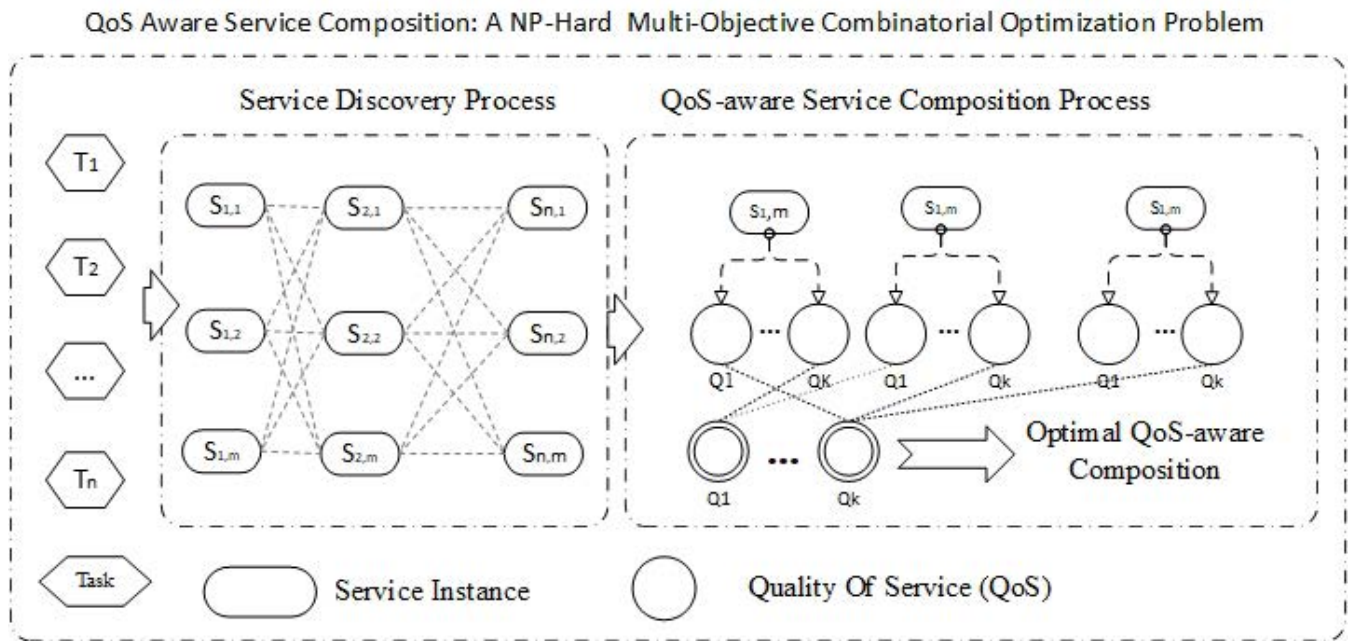 QoS Aware Service Composition: A NP-Hard Multi-Objective Combinatorial Optimization Problem
Service Discovery Process
QoS-aware Service Composition Process
T1
T2
...
Tn
S1,1
S2,1
Sn,1
S1,2
S2,2
Sn,2
S1,m
S2,m
Sn,m
S1,m
S1,m
S1,m
...
...
...
Q1
QK
Q1
Qk
Q1
Qk
...
Q1
Qk
Optimal QoS-aware
Composition
Task
Service Instance
Quality Of Service (QoS)